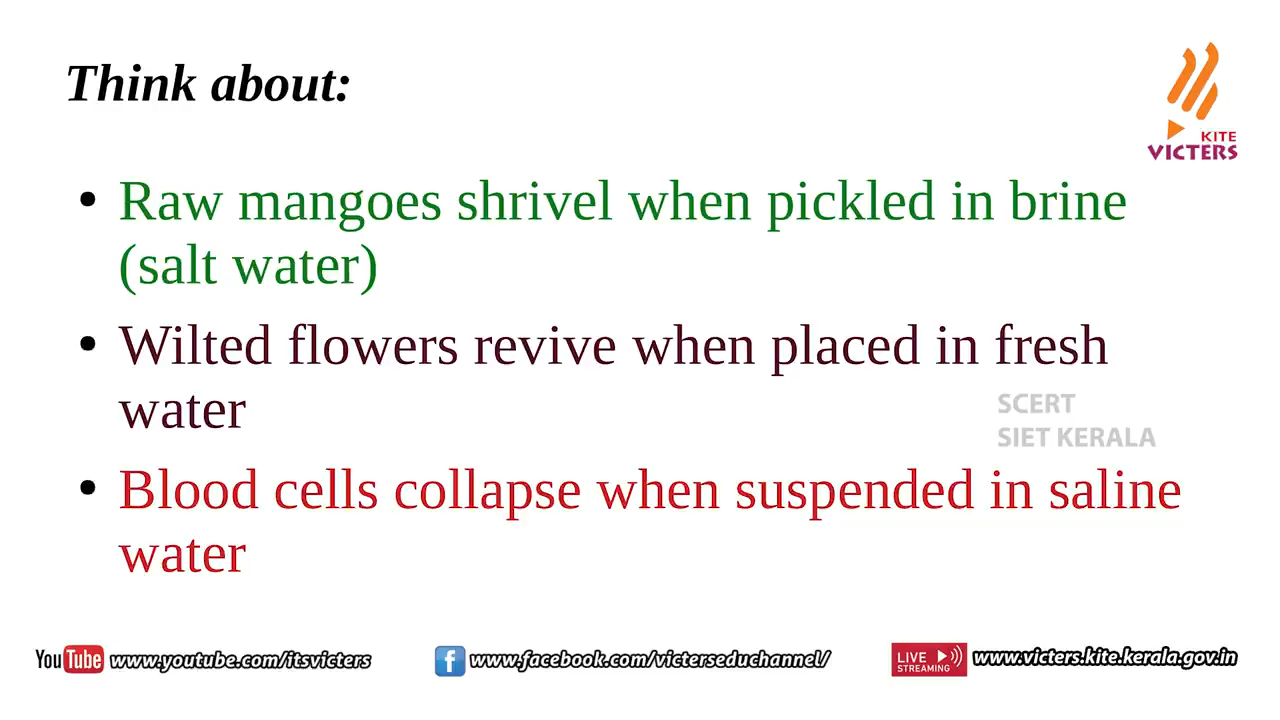 Think about:
KITE
VICTERS
• Raw mangoes shrivel when pickled in brine
(salt water)
• Wilted flowers revive when placed in fresh
water
SCERT
SIET KERALA
• Blood cells collapse when suspended in saline
water
YouTube www.youtube.com/itsvicters
f www.facebook.com/victerseduchannel/
LIVE STREAMING www.victers.kite.kerala.gov.in